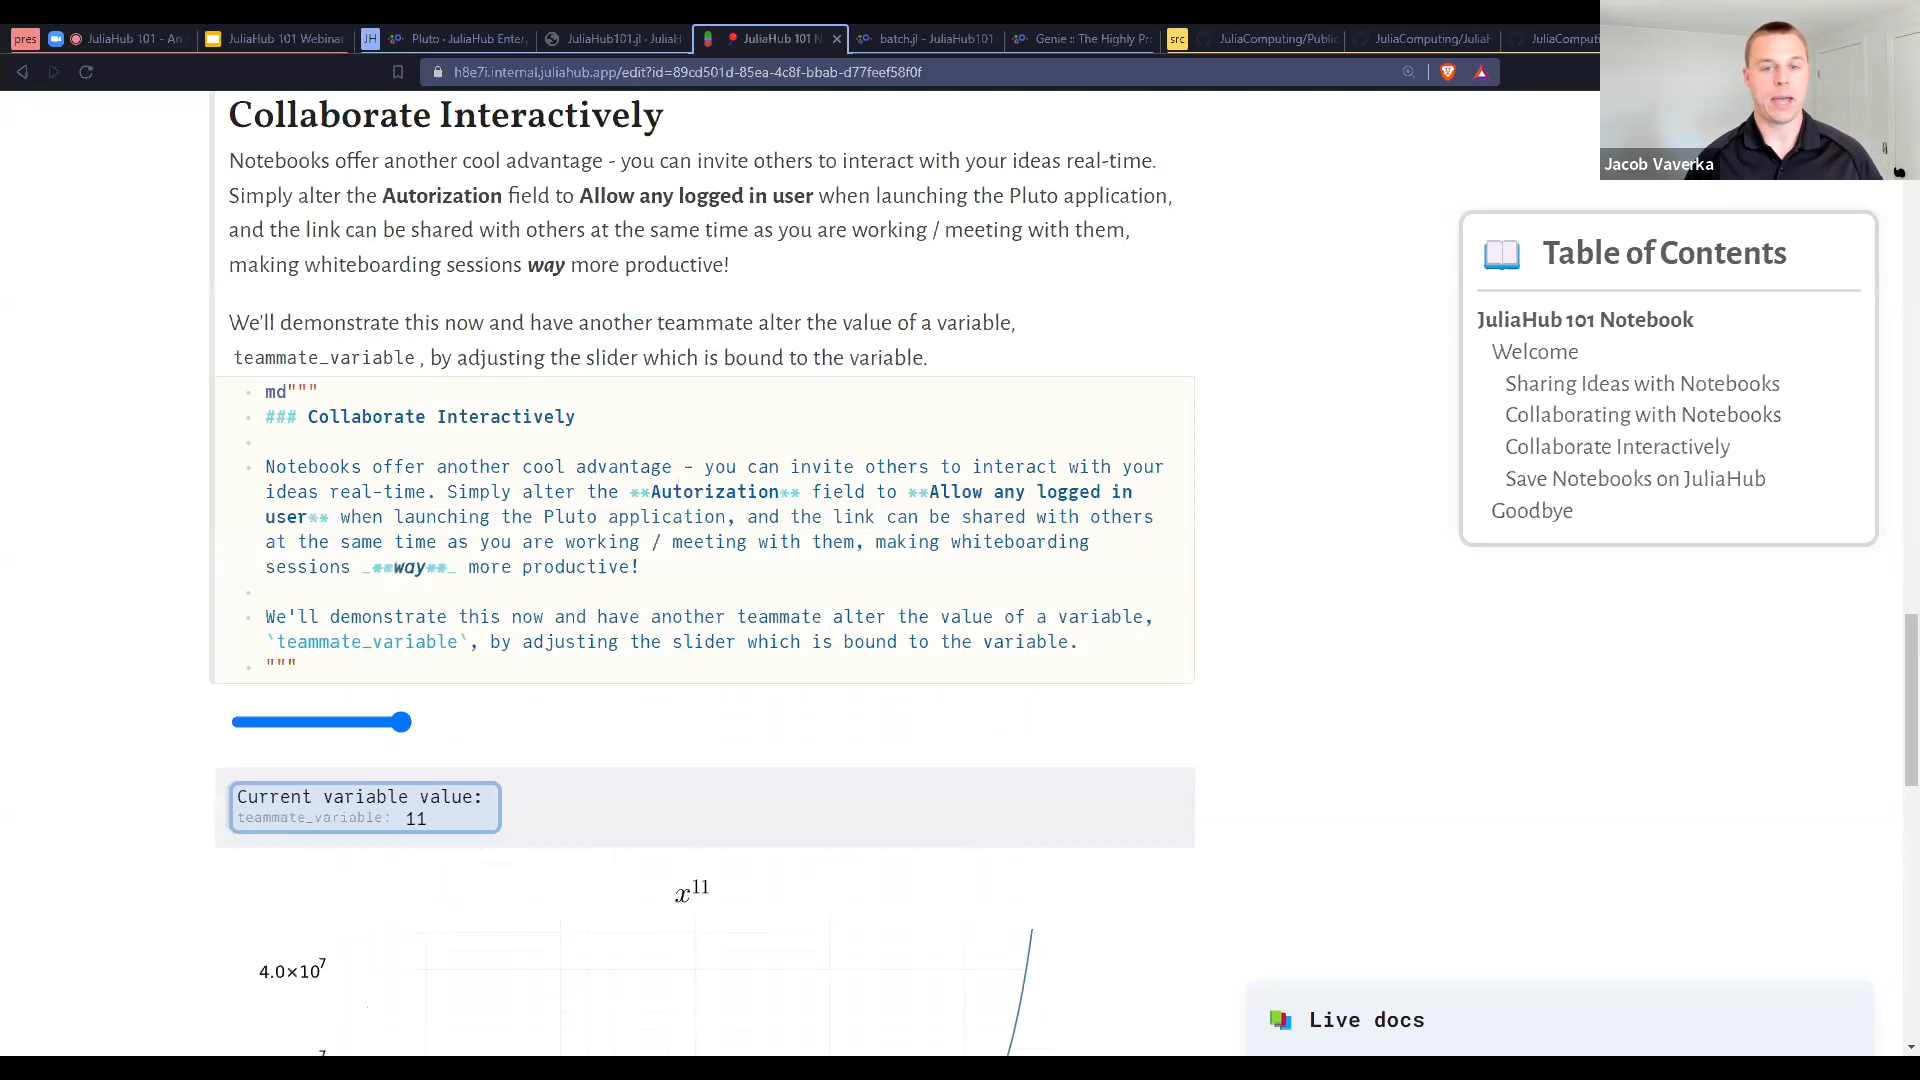 pres
JuliaHub 101 - An
JuliaHub 101 Webinar
JH
Pluto · JuliaHub Enter
JuliaHub101.jl · JuliaH
JuliaHub 101 N
batch.jl - JuliaHub101
Genie :: The Highly Pr
src
JuliaComputing/Public
JuliaComputing/JuliaH
JuliaComputi
h8e7i.internal.juliahub.app/edit?id=89cd501d-85ea-4c8f-bbab-d77feef58f0f
Jacob Vaverka
Collaborate Interactively
Notebooks offer another cool advantage - you can invite others to interact with your ideas real-time.
Simply alter the Autorization field to Allow any logged in user when launching the Pluto application,
and the link can be shared with others at the same time as you are working / meeting with them,
making whiteboarding sessions way more productive!
We'll demonstrate this now and have another teammate alter the value of a variable,
teammate_variable, by adjusting the slider which is bound to the variable.
md"""
### Collaborate Interactively
Notebooks offer another cool advantage - you can invite others to interact with your
ideas real-time. Simply alter the **Autorization** field to **Allow any logged in
user** when launching the Pluto application, and the link can be shared with others
at the same time as you are working / meeting with them, making whiteboarding
sessions _**way**_ more productive!
We'll demonstrate this now and have another teammate alter the value of a variable,
`teammate_variable`, by adjusting the slider which is bound to the variable.
"""
Current variable value:
teammate_variable: 11
x^11
4.0×10^7
Table of Contents
JuliaHub 101 Notebook
Welcome
Sharing Ideas with Notebooks
Collaborating with Notebooks
Collaborate Interactively
Save Notebooks on JuliaHub
Goodbye
Live docs